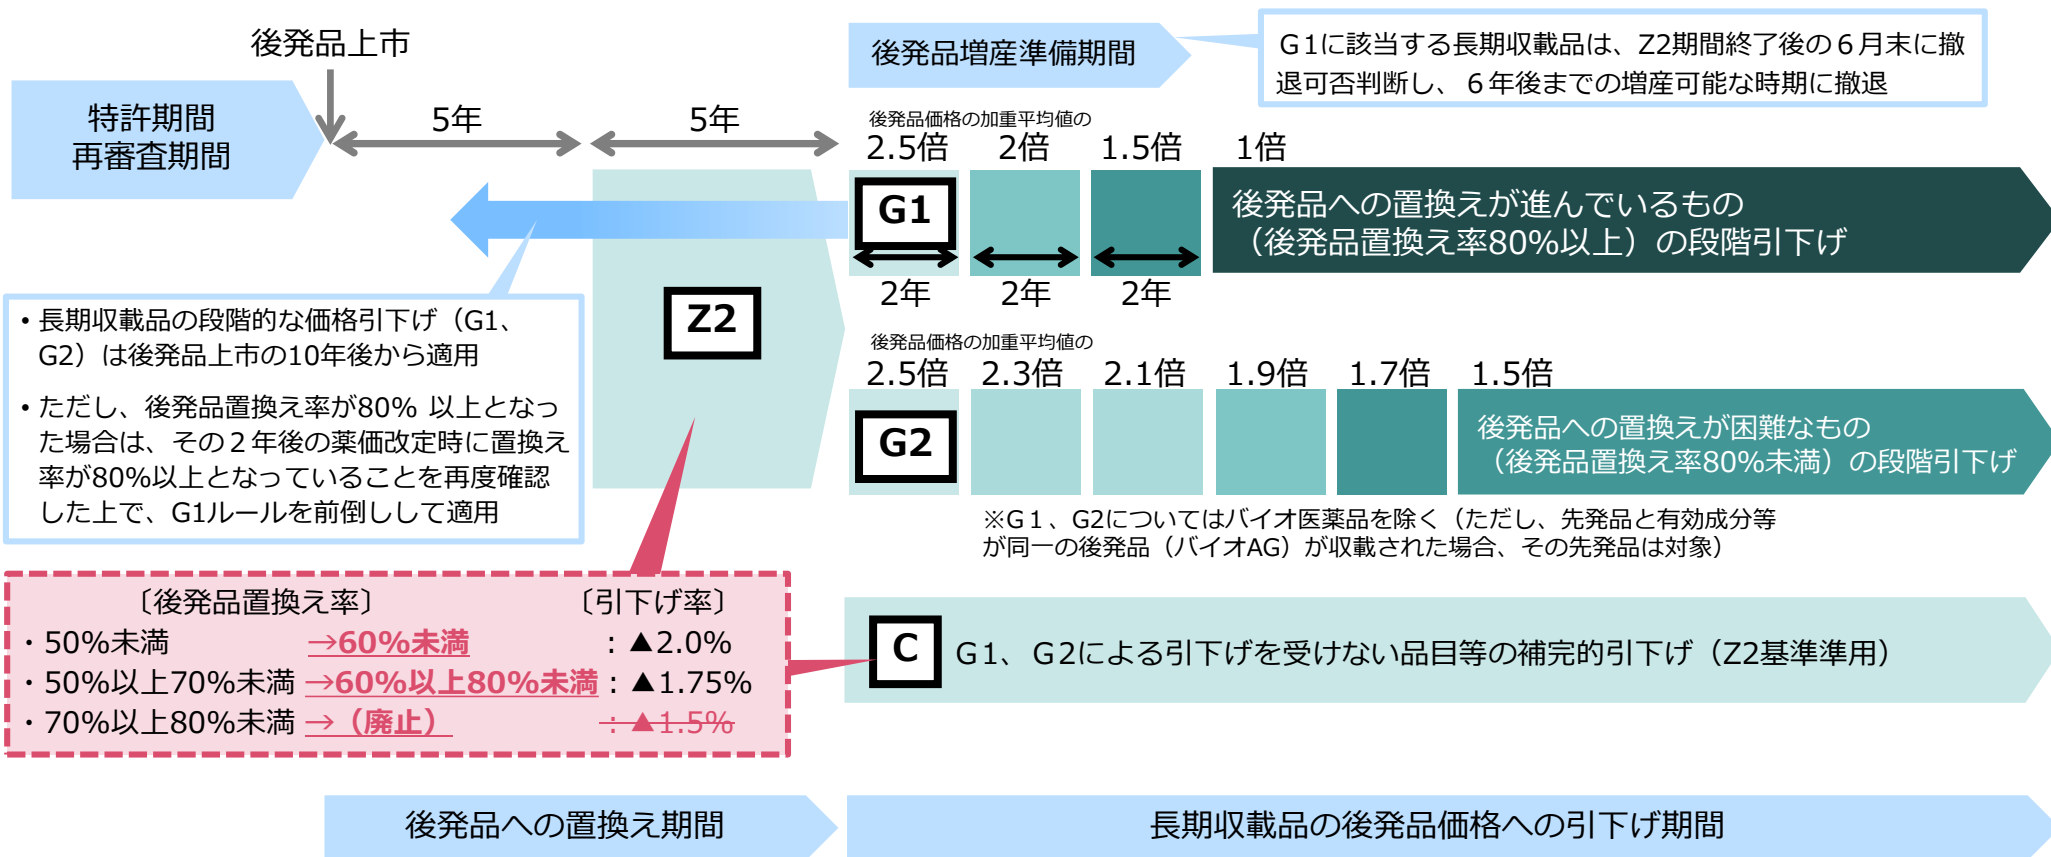 後発品上市
特許期間
再審査期間
5年
5年
後発品増産準備期間
G1に該当する長期収載品は、Z2期間終了後の６月末に撤
退可否判断し、６年後までの増産可能な時期に撤退
後発品価格の加重平均値の
2.5倍 2倍 1.5倍 1倍
G1
後発品への置換えが進んでいるもの
（後発品置換え率80%以上）の段階引下げ
2年 2年 2年
Z2
・長期収載品の段階的な価格引下げ（G1、
G2）は後発品上市の10年後から適用
・ただし、後発品置換え率が80% 以上となっ
た場合は、その２年後の薬価改定時に置換え
率が80%以上となっていることを再度確認
した上で、G1ルールを前倒しして適用
後発品価格の加重平均値の
2.5倍 2.3倍 2.1倍 1.9倍 1.7倍 1.5倍
G2
後発品への置換えが困難なもの
（後発品置換え率80%未満）の段階引下げ
※G１、G2についてはバイオ医薬品を除く（ただし、先発品と有効成分等
が同一の後発品（バイオAG）が収載された場合、その先発品は対象）
〔後発品置換え率〕 〔引下げ率〕
・50%未満 →60%未満 ：▲2.0%
・50%以上70%未満 →60%以上80%未満：▲1.75%
・70%以上80%未満 →（廃止） ：▲1.5%
C
G1、G2による引下げを受けない品目等の補完的引下げ（Z2基準準用）
後発品への置換え期間
長期収載品の後発品価格への引下げ期間